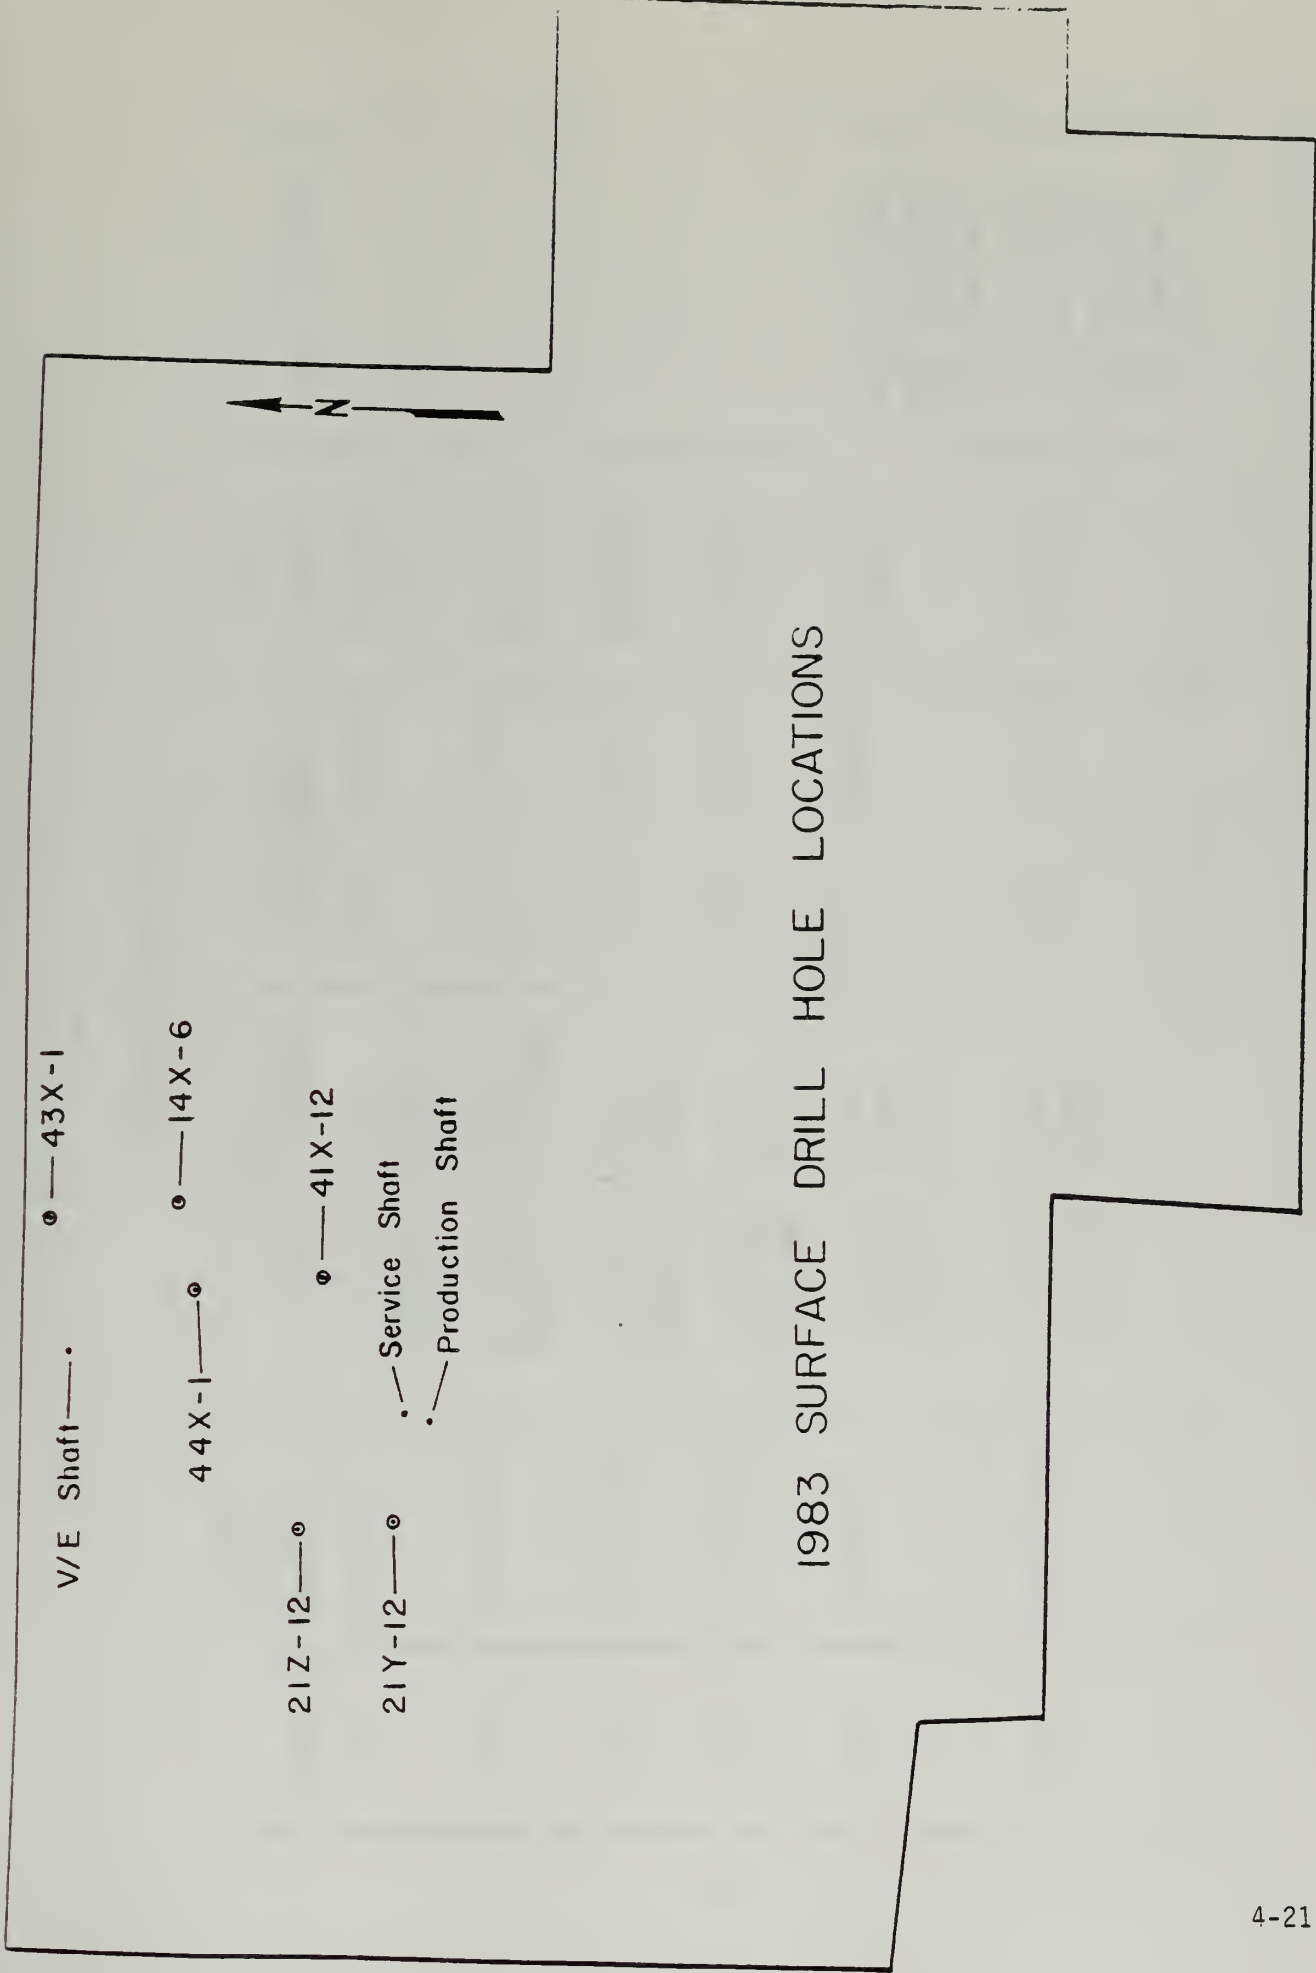 N
43X-1
V/E Shaft
14X-6
44X-1
41X-12
21Z-12
Service Shaft
21Y-12
Production Shaft
1983 SURFACE DRILL HOLE LOCATIONS
4-21